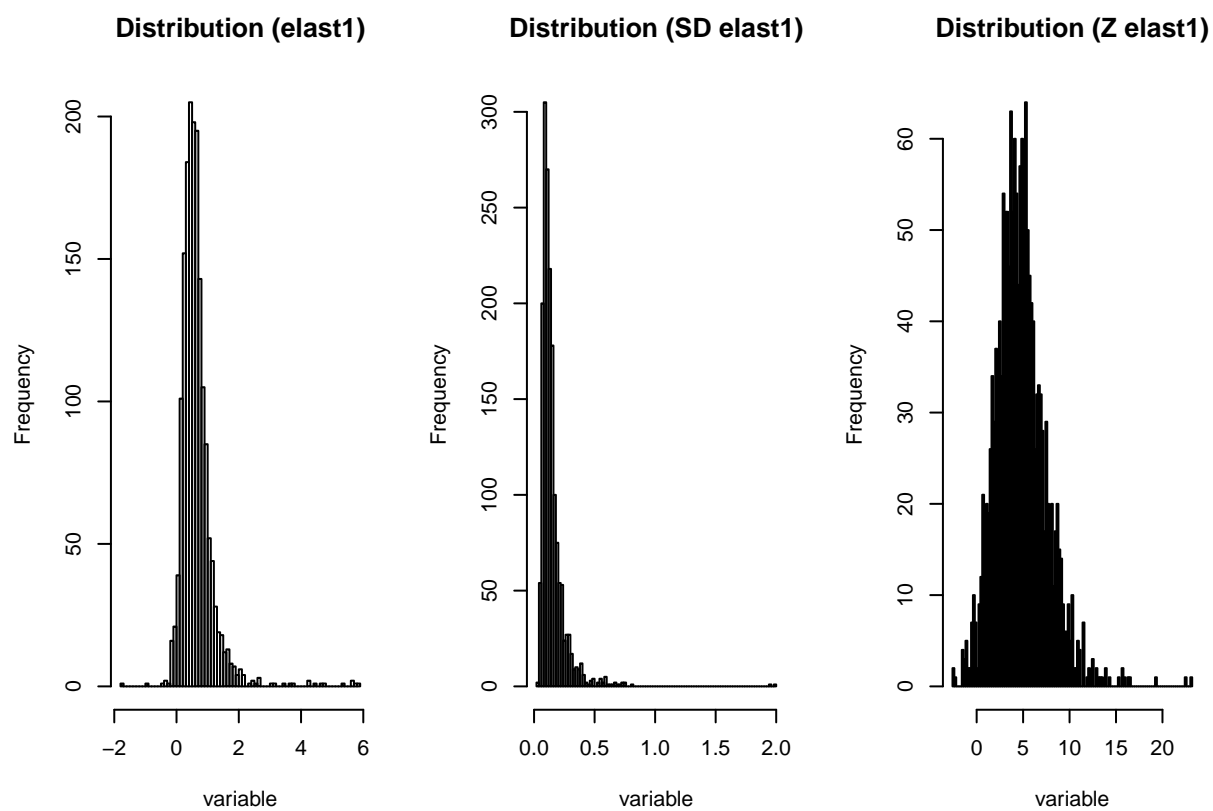 Distribution (elast1)
Frequency
200
150
100
50
0
−2 0 2 4 6
variable
Distribution (SD elast1)
Frequency
300
250
200
150
100
50
0
0.0 0.5 1.0 1.5 2.0
variable
Distribution (Z elast1)
Frequency
60
50
40
30
20
10
0
0 5 10 15 20
variable